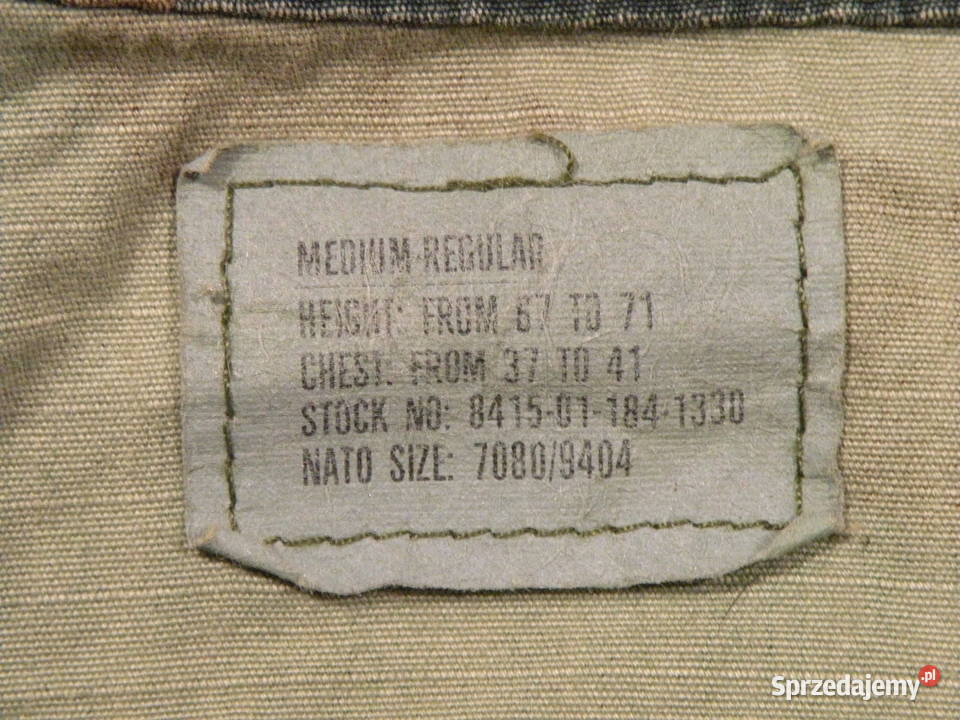 MEDIUM-REGULAR
HEIGHT: FROM 67 TO 71
CHEST: FROM 37 TO 41
STOCK NO: 8415-01-184-1330
NATO SIZE: 7080/9404
Sprzedajemy.pl